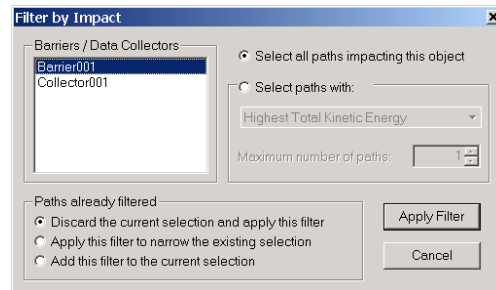 Filter by Impact
Barriers / Data Collectors
Barrier001
Collector001
Select all paths impacting this object
Select paths with:
Highest Total Kinetic Energy
Maximum number of paths:
1
Paths already filtered
Discard the current selection and apply this filter
Apply this filter to narrow the existing selection
Add this filter to the current selection
Apply Filter
Cancel